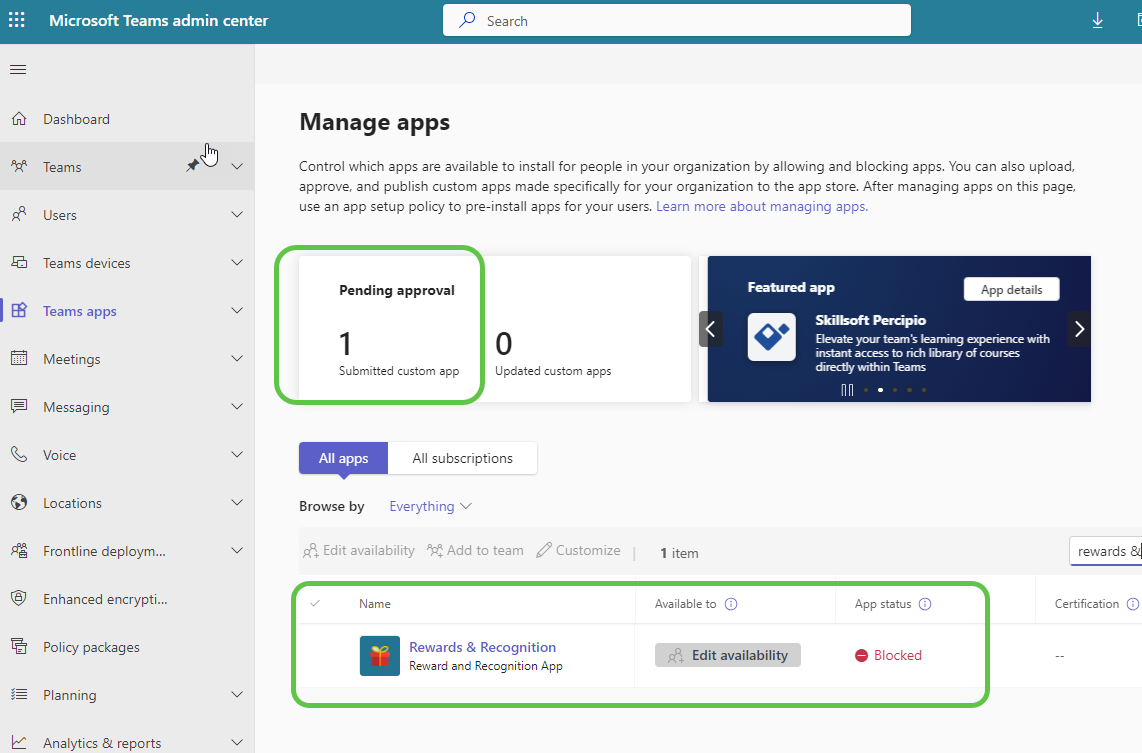 Microsoft Teams admin center
Search
Dashboard
Teams
Users
Teams devices
Teams apps
Meetings
Messaging
Voice
Locations
Frontline deploym...
Enhanced encrypti...
Policy packages
Planning
Analytics & reports
Manage apps
Control which apps are available to install for people in your organization by allowing and blocking apps. You can also upload,
approve, and publish custom apps made specifically for your organization to the app store. After managing apps on this page,
use an app setup policy to pre-install apps for your users. Learn more about managing apps.
Pending approval
1
Submitted custom app
0
Updated custom apps
Featured app
App details
Skillsoft Percipio
Elevate your team's learning experience with
instant access to rich library of courses
directly within Teams
All apps
All subscriptions
Browse by
Everything
Edit availability
Add to team
Customize
1 item
rewards &
Name
Available to
App status
Certification
Rewards & Recognition
Reward and Recognition App
Edit availability
Blocked
--